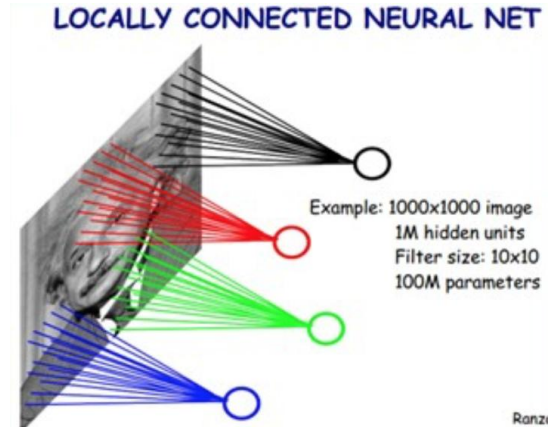 LOCALLY CONNECTED NEURAL NET
Example: 1000x1000 image
1M hidden units
Filter size: 10x10
100M parameters